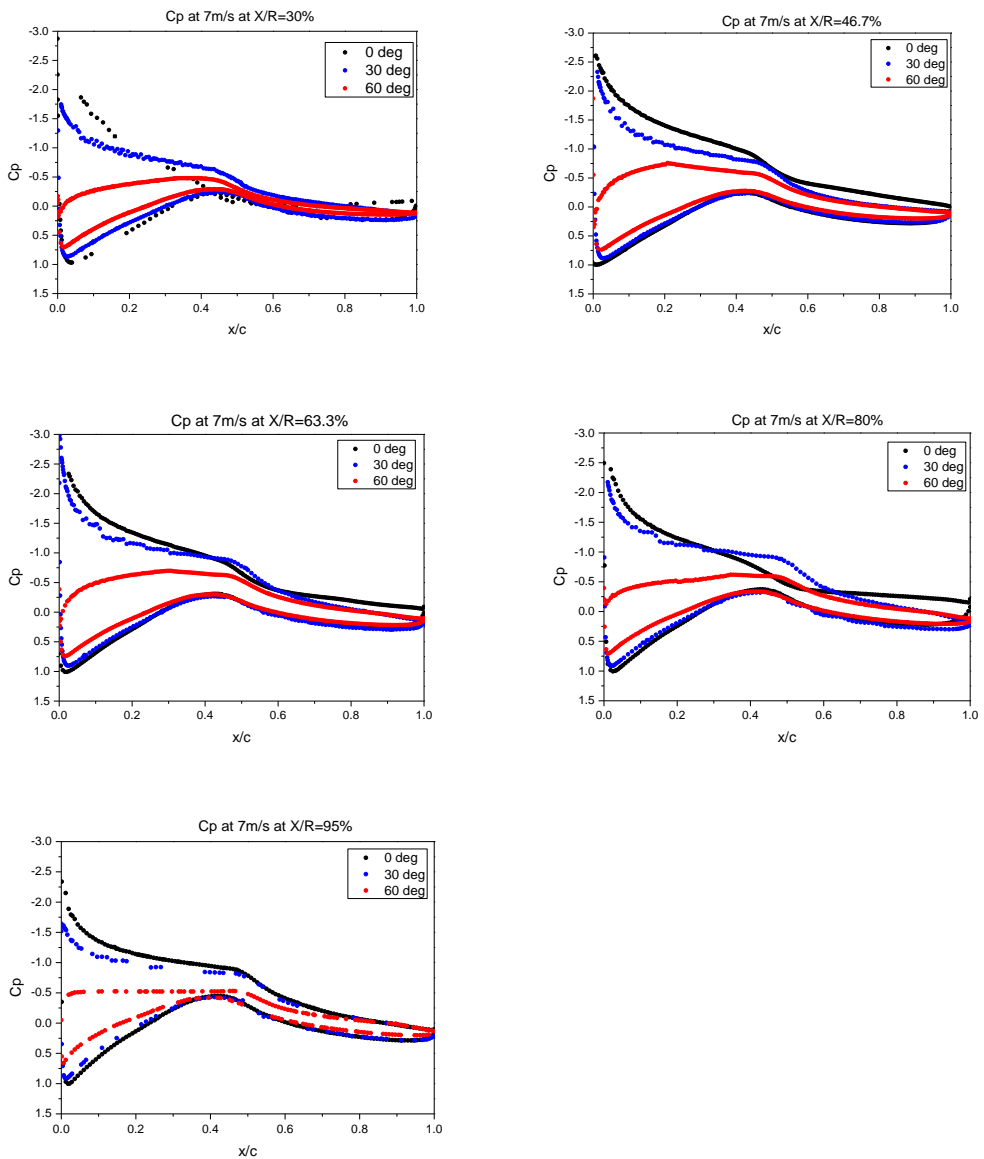 Cp at 7m/s at X/R=30%
-3.0
-2.5
-2.0
-1.5
-1.0
-0.5
0.0
0.5
1.0
1.5
Cp
0 deg
30 deg
60 deg
0.0 0.2 0.4 0.6 0.8 1.0
x/c
Cp at 7m/s at X/R=46.7%
-3.0
-2.5
-2.0
-1.5
-1.0
-0.5
0.0
0.5
1.0
1.5
Cp
0 deg
30 deg
60 deg
0.0 0.2 0.4 0.6 0.8 1.0
x/c
Cp at 7m/s at X/R=63.3%
-3.0
-2.5
-2.0
-1.5
-1.0
-0.5
0.0
0.5
1.0
1.5
Cp
0 deg
30 deg
60 deg
0.0 0.2 0.4 0.6 0.8 1.0
x/c
Cp at 7m/s at X/R=80%
-3.0
-2.5
-2.0
-1.5
-1.0
-0.5
0.0
0.5
1.0
1.5
Cp
0 deg
30 deg
60 deg
0.0 0.2 0.4 0.6 0.8 1.0
x/c
Cp at 7m/s at X/R=95%
-3.0
-2.5
-2.0
-1.5
-1.0
-0.5
0.0
0.5
1.0
1.5
Cp
0 deg
30 deg
60 deg
0.0 0.2 0.4 0.6 0.8 1.0
x/c